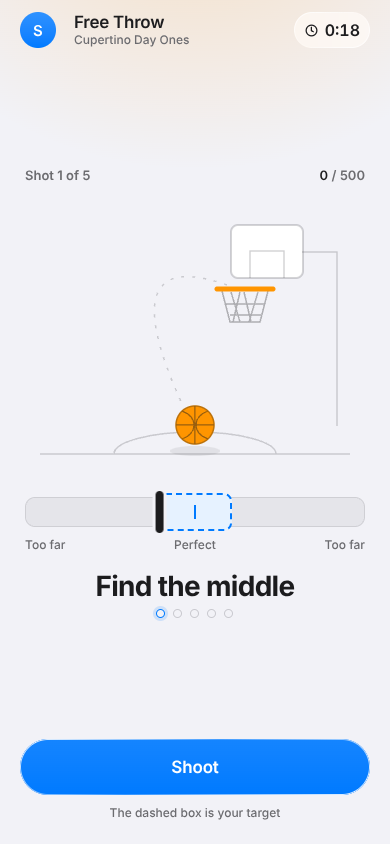 S
Free Throw
Cupertino Day Ones
0:18
Shot 1 of 5
0 / 500
Too far
Perfect
Too far
Find the middle
Shoot
The dashed box is your target